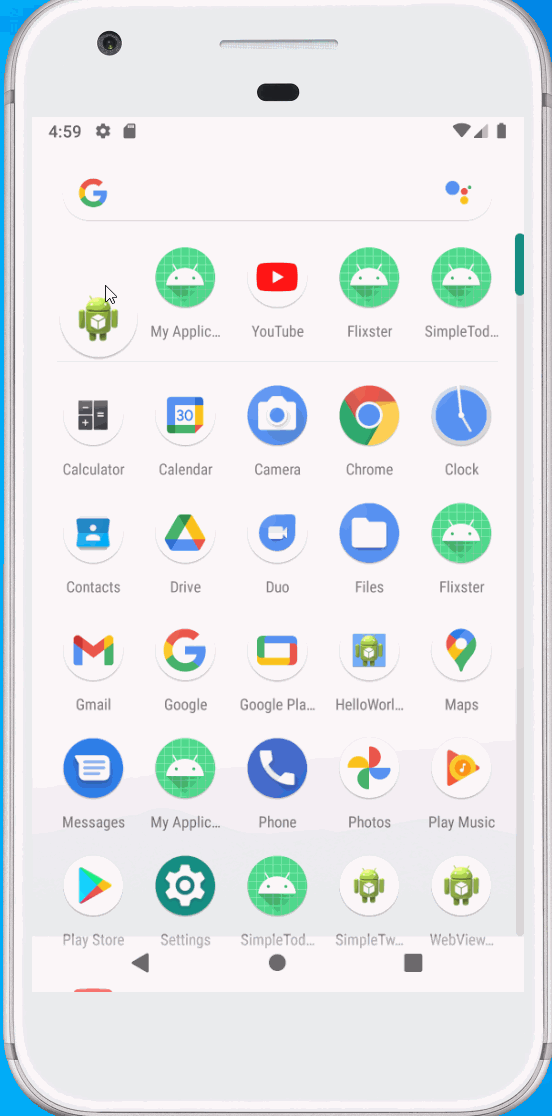 4:59
My Applic... YouTube Flixster SimpleTod...
Calculator Calendar Camera Chrome Clock
30
Contacts Drive Duo Files Flixster
Gmail Google Google Pla... HelloWorl... Maps
Messages My Applic... Phone Photos Play Music
Play Store Settings SimpleTod... SimpleTw... WebView...